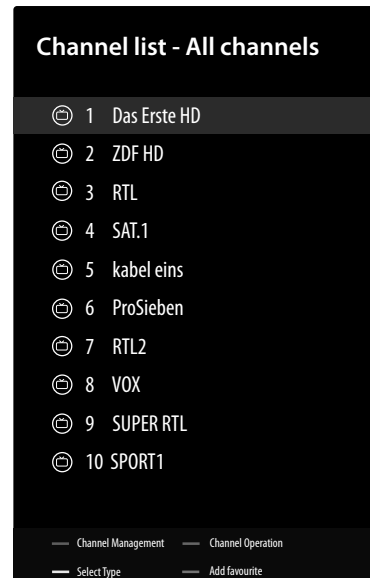 Channel list - All channels
1 Das Erste HD
2 ZDF HD
3 RTL
4 SAT.1
5 kabel eins
6 ProSieben
7 RTL2
8 VOX
9 SUPER RTL
10 SPORT1
Channel Management Channel Operation
Select Type Add favourite